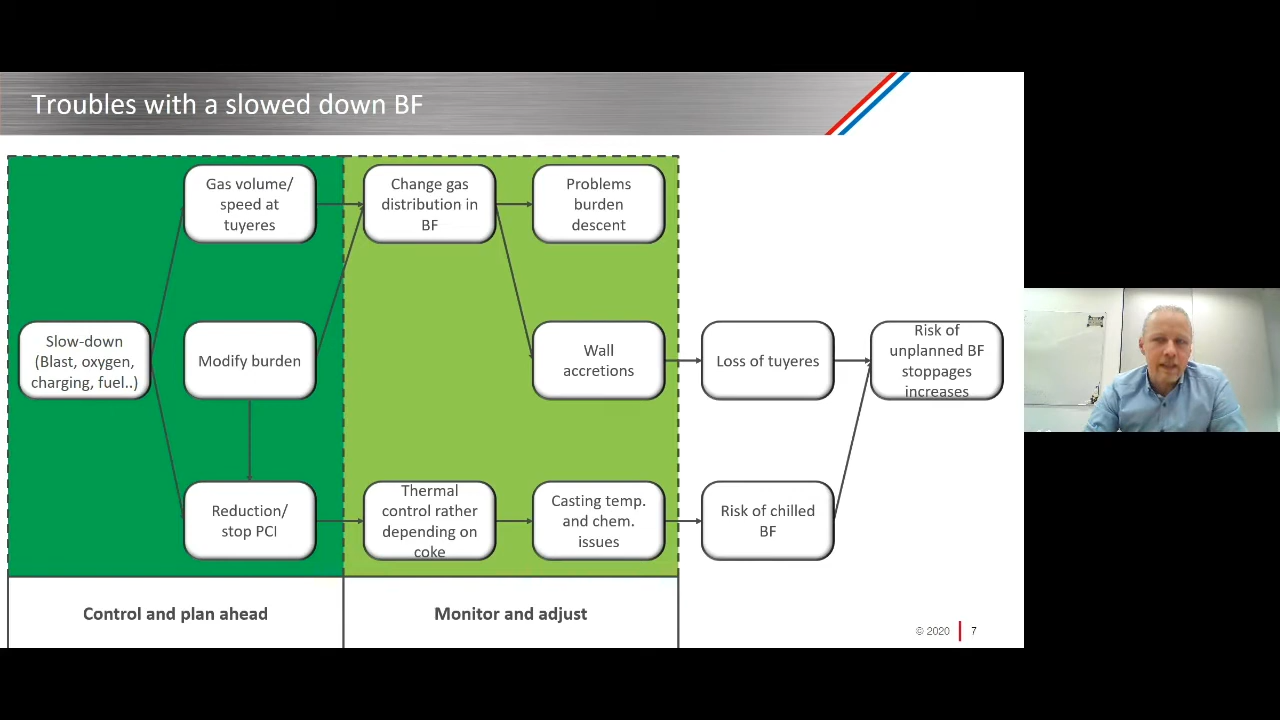 Troubles with a slowed down BF
Gas volume/
speed at
tuyeres
Change gas
distribution in
BF
Problems
burden
descent
Slow-down
(Blast, oxygen,
charging, fuel..)
Modify burden
Wall
accretions
Loss of tuyeres
Risk of
unplanned BF
stoppages
increases
Reduction/
stop PCI
Thermal
control rather
depending on
coke
Casting temp.
and chem.
issues
Risk of chilled
BF
Control and plan ahead
Monitor and adjust
© 2020
7